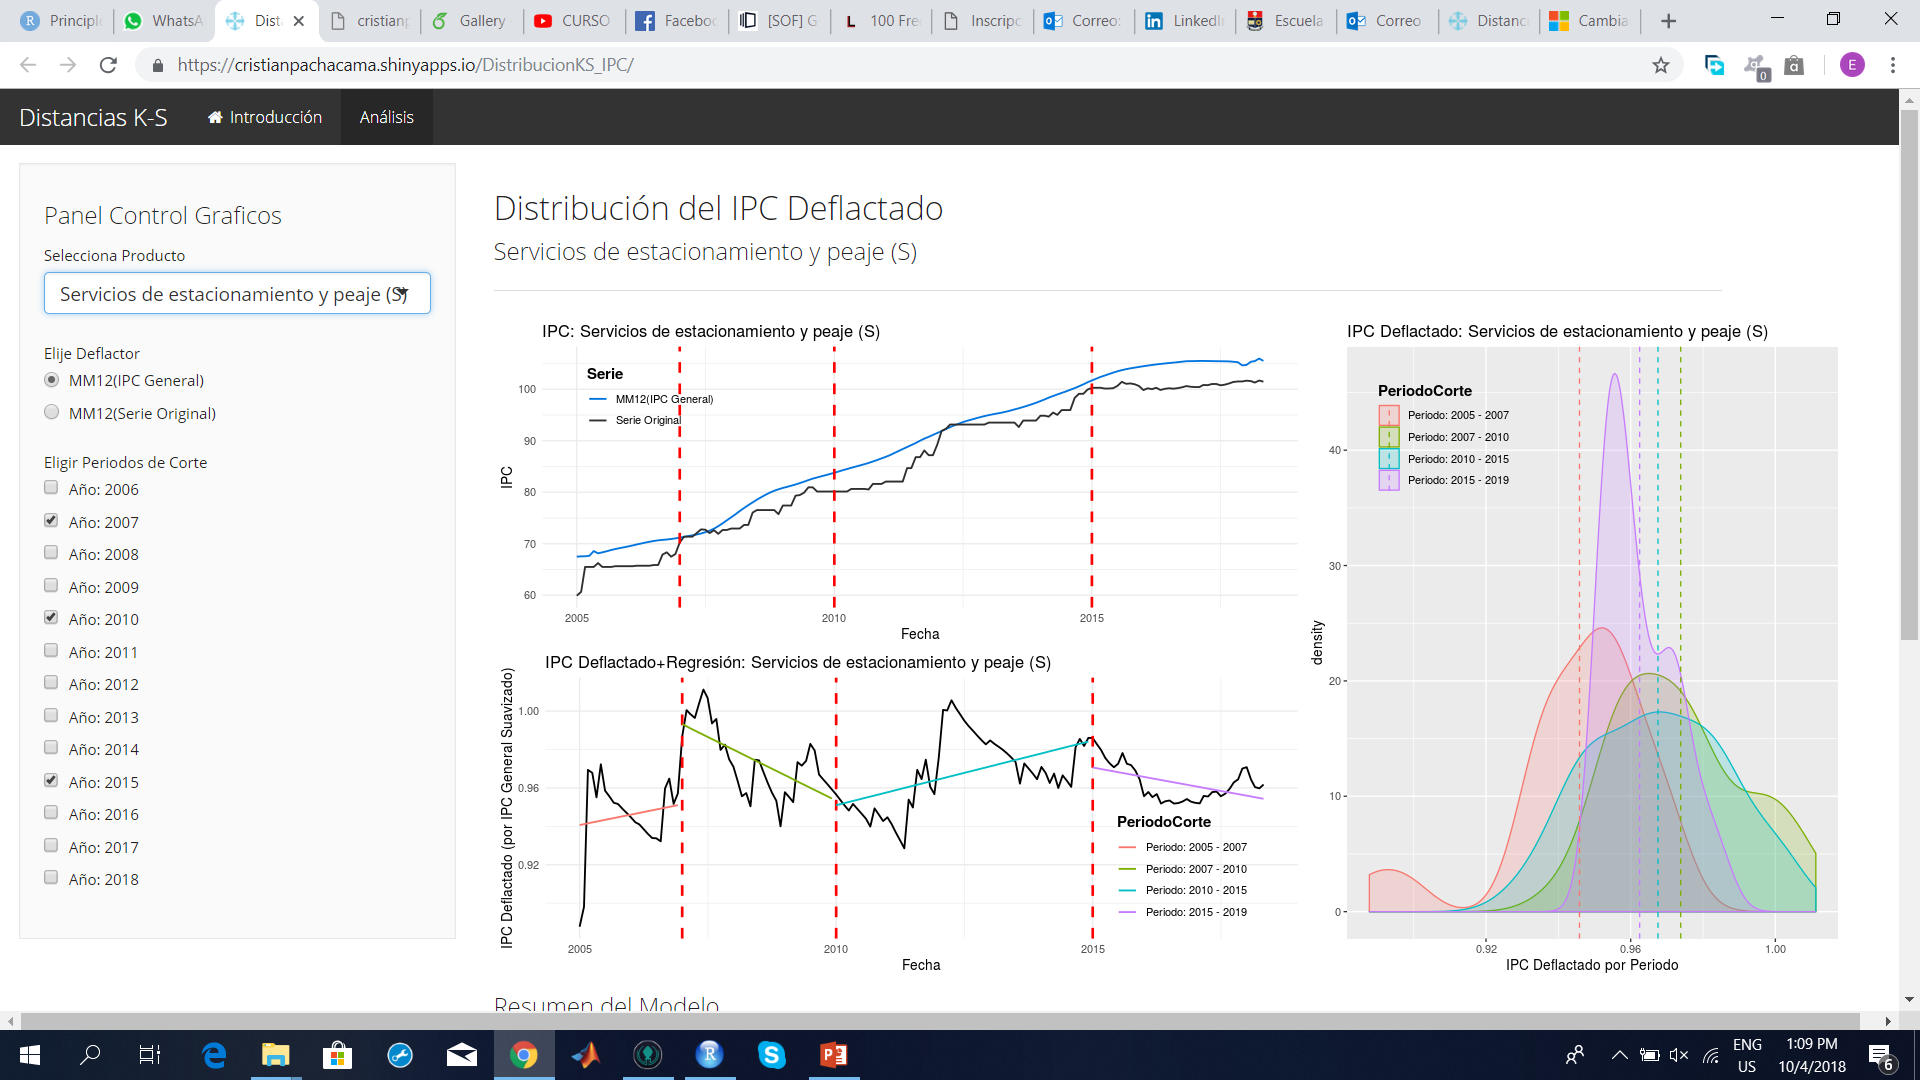 Principle
WhatsA
Dist
cristianp
Gallery
CURSO
Faceboo
[SOF] G
100 Free
Inscripc
Correo:
LinkedIn
Escuela
Correo
Distanc
Cambia
https://cristianpachacama.shinyapps.io/DistribucionKS_IPC/
0
E
Distancias K-S
Introducción
Análisis
Panel Control Graficos
Selecciona Producto
Servicios de estacionamiento y peaje (S)
Elije Deflactor
MM12(IPC General)
MM12(Serie Original)
Eligir Periodos de Corte
Año: 2006
Año: 2007
Año: 2008
Año: 2009
Año: 2010
Año: 2011
Año: 2012
Año: 2013
Año: 2014
Año: 2015
Año: 2016
Año: 2017
Año: 2018
Distribución del IPC Deflactado
Servicios de estacionamiento y peaje (S)
IPC: Servicios de estacionamiento y peaje (S)
Serie
MM12(IPC General)
Serie Original
IPC
100
90
80
70
60
2005
2010
2015
Fecha
IPC Deflactado+Regresión: Servicios de estacionamiento y peaje (S)
IPC Deflactado (por IPC General Suavizado)
1.00
0.96
0.92
PeriodoCorte
Periodo: 2005 - 2007
Periodo: 2007 - 2010
Periodo: 2010 - 2015
Periodo: 2015 - 2019
2005
2010
2015
Fecha
IPC Deflactado: Servicios de estacionamiento y peaje (S)
PeriodoCorte
Periodo: 2005 - 2007
Periodo: 2007 - 2010
Periodo: 2010 - 2015
Periodo: 2015 - 2019
density
40
30
20
10
0
0.92
0.96
1.00
IPC Deflactado por Periodo
Resumen del Modelo
ENG
US
1:09 PM
10/4/2018
6